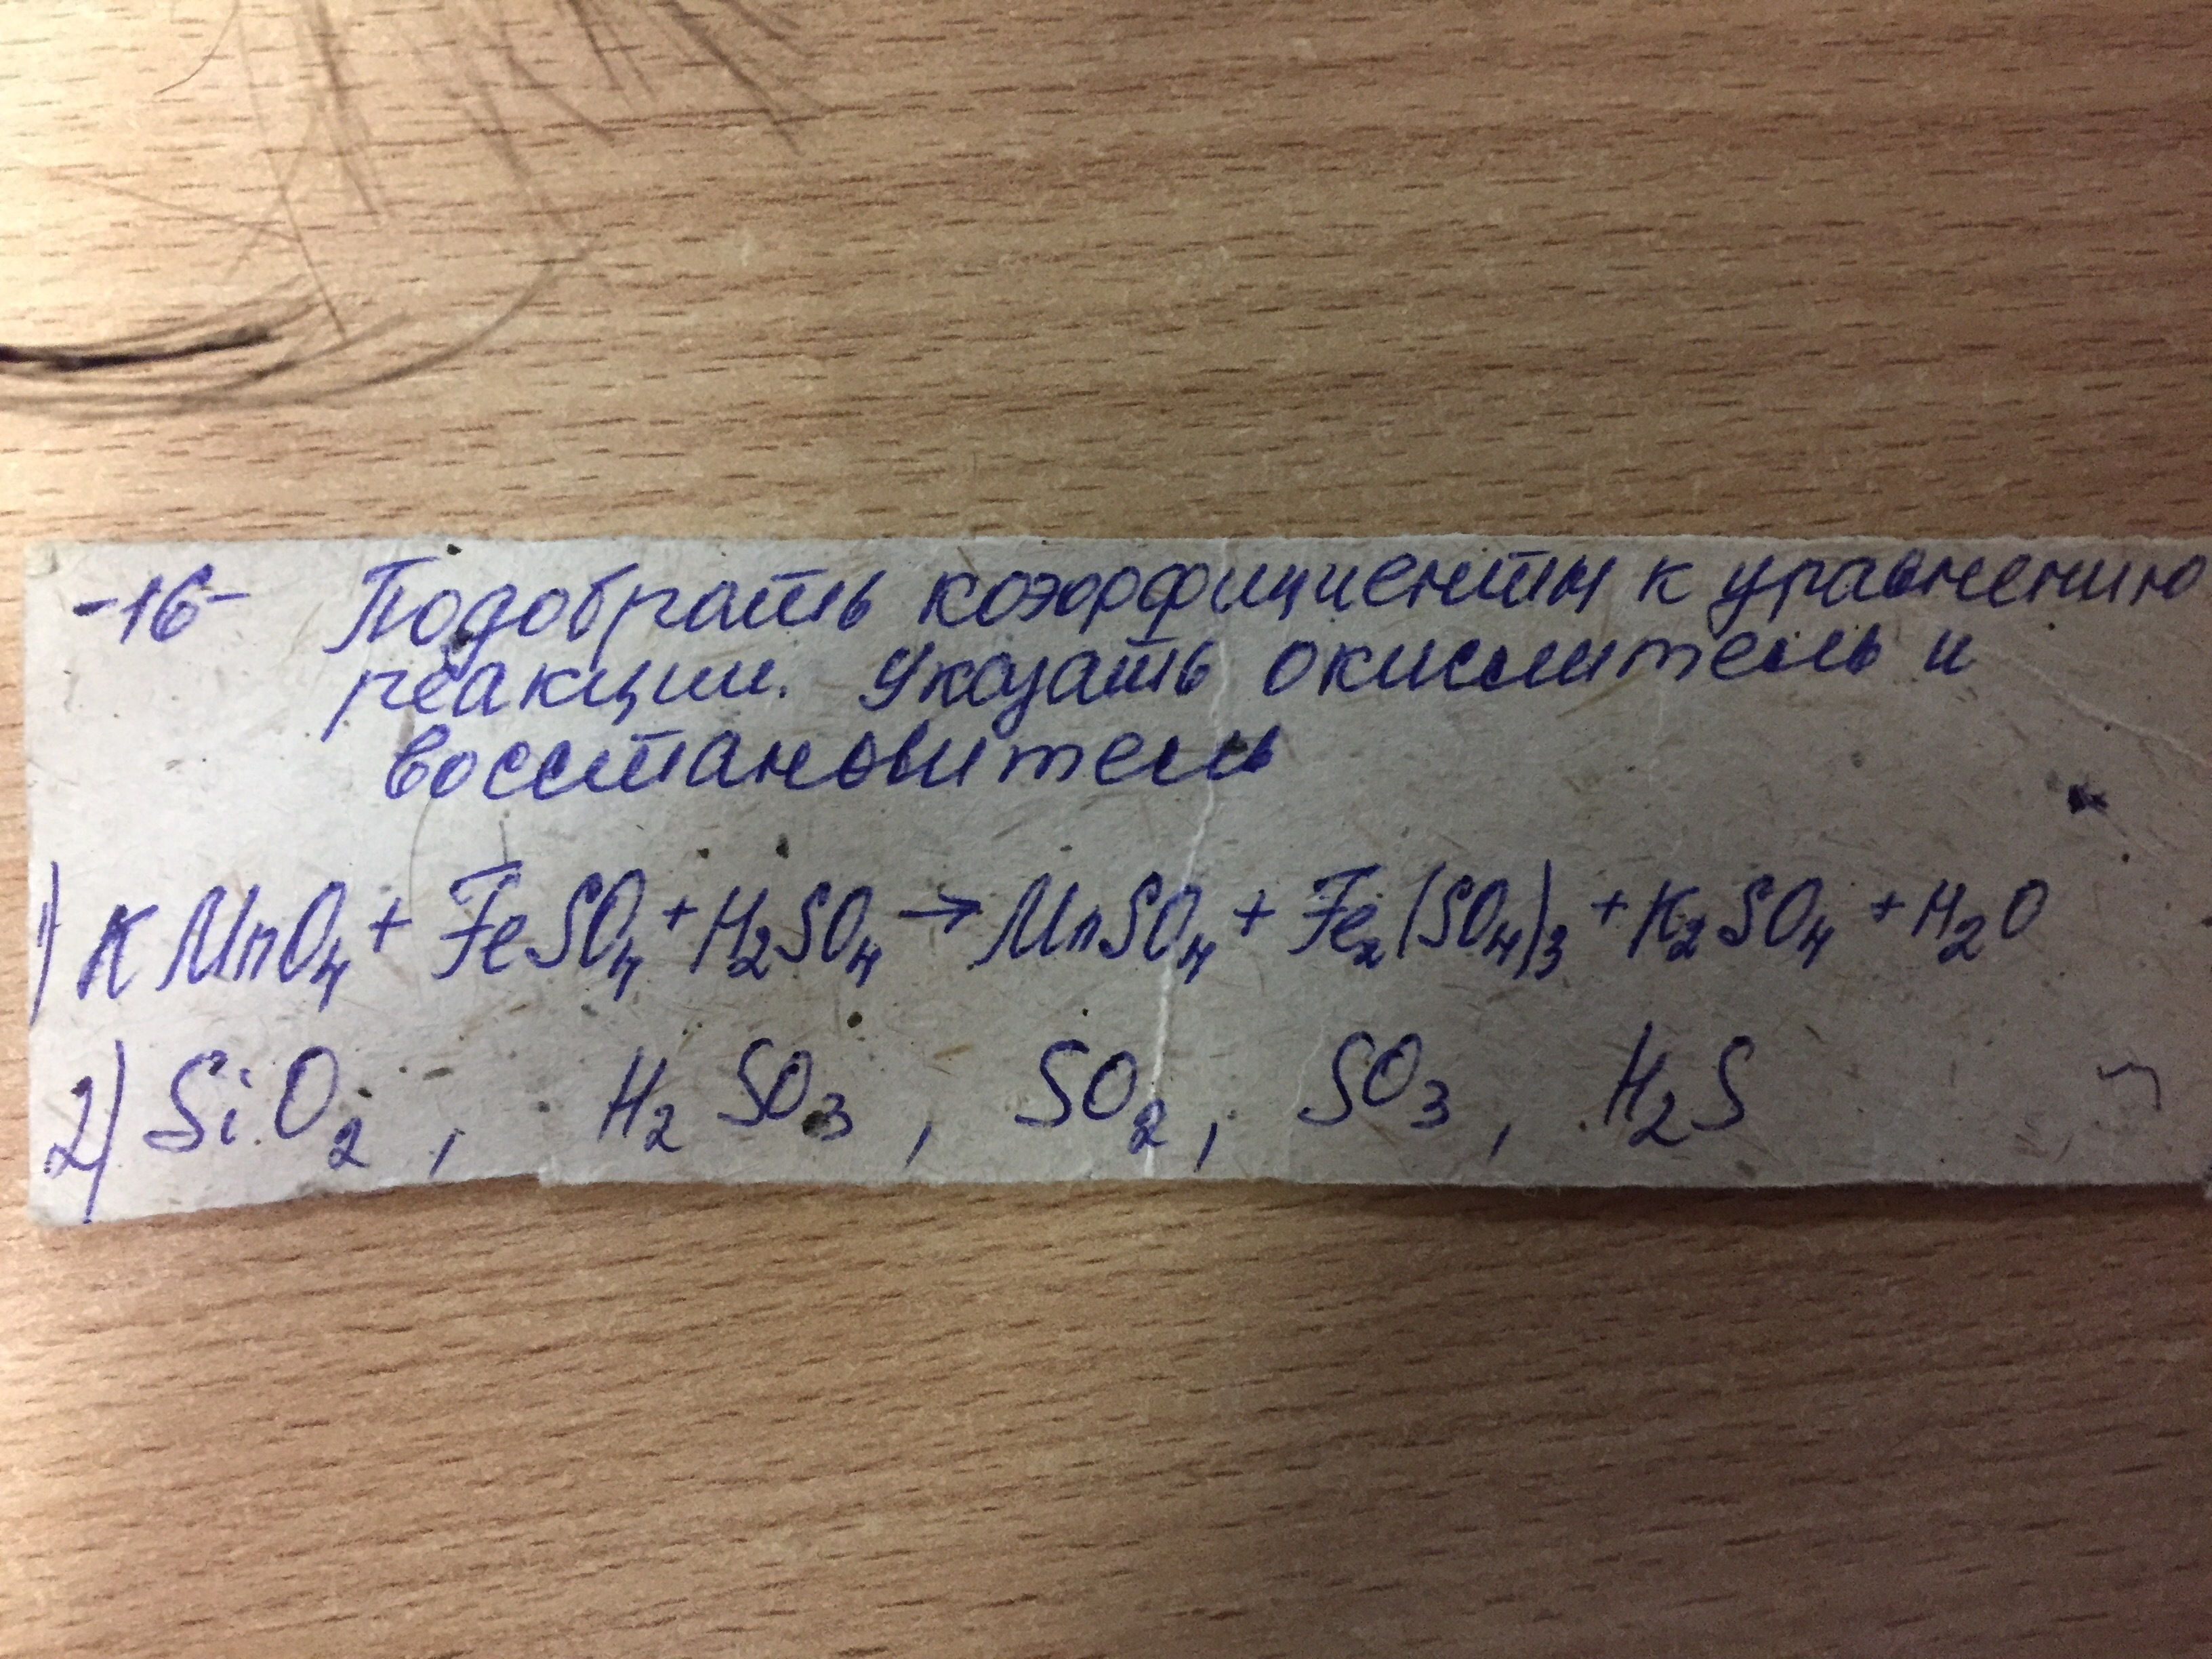 -16- Подобрать коэффициенты к уравнению
реакции. Указать окислитель и
восстановитель
1) KMnO₄ + FeSO₄ + H₂SO₄ → MnSO₄ + Fe₂(SO₄)₃ + K₂SO₄ + H₂O
2) SiO₂, H₂SO₃, SO₂, SO₃, H₂S